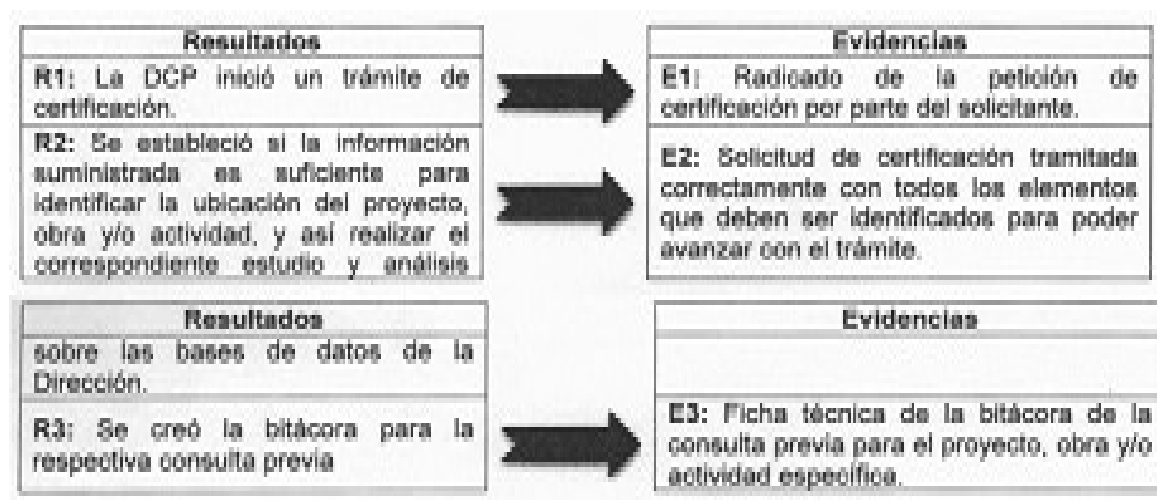 Resultados
R1: La DCP inició un trámite de
certificación.
R2: Se estableció si la información
suministrada es suficiente para
identificar la ubicación del proyecto,
obra y/o actividad, y así realizar el
correspondiente estudio y análisis
Evidencias
E1: Radicado de la petición de
certificación por parte del solicitante.
E2: Solicitud de certificación tramitada
correctamente con todos los elementos
que deben ser identificados para poder
avanzar con el trámite.
Resultados
sobre las bases de datos de la
Dirección.
R3: Se creó la bitácora para la
respectiva consulta previa
Evidencias
E3: Ficha técnica de la bitácora de la
consulta previa para el proyecto, obra y/o
actividad específica.